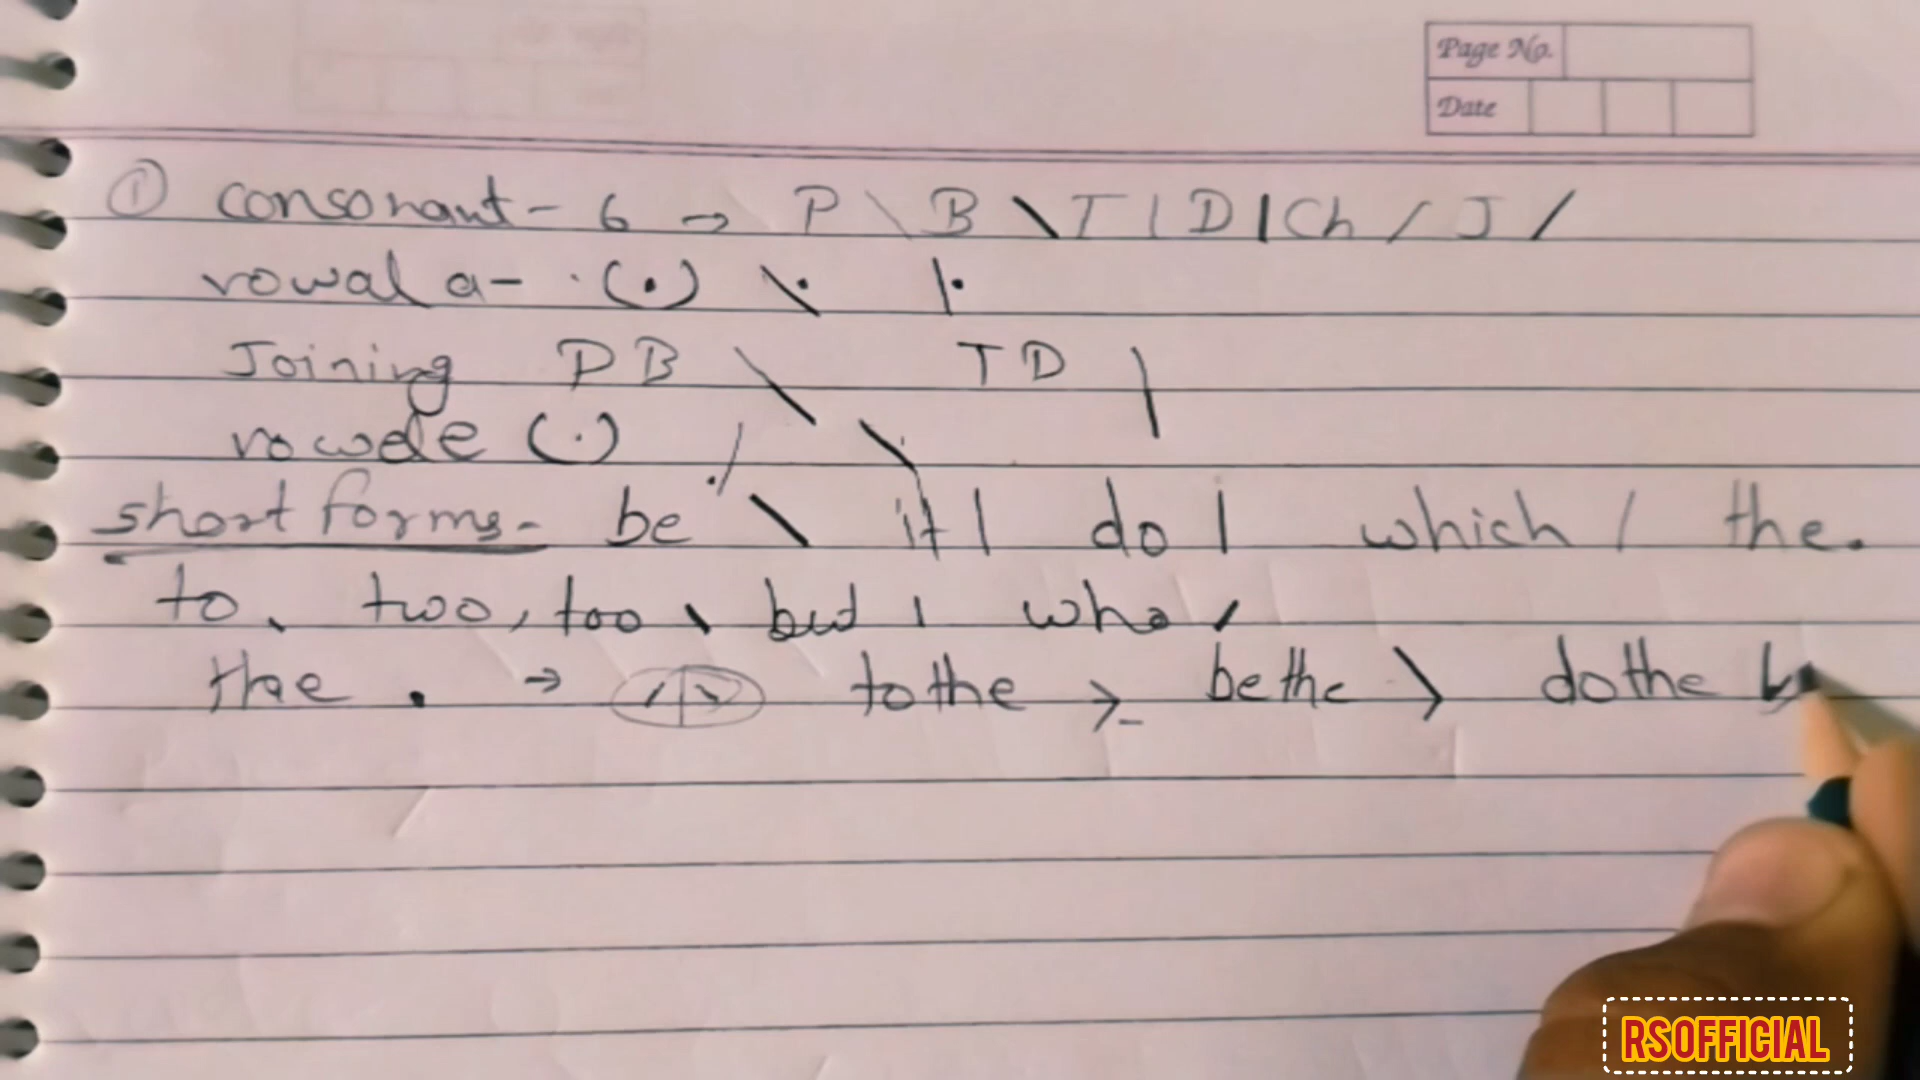 Page No.
Date
① consonant - 6 → P \ B \ T | D | Ch / J /
vowal a - . (.) \. |.
Joining PB \ TD |
vowele (.) ./ \.
short forms - be \ it | do | which / the .
to \ two, too \ but | who /
the . → / | \ to the > be the > do the
RSOFFICIAL